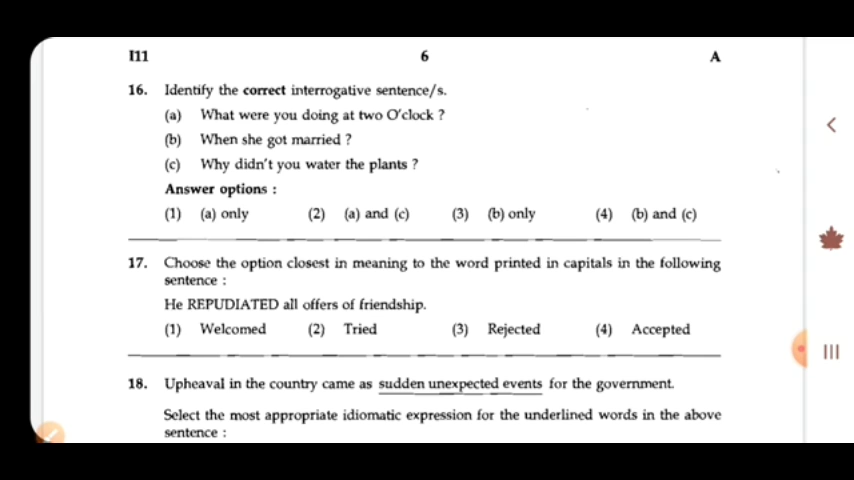 I11 6 A
16. Identify the correct interrogative sentence/s.
(a) What were you doing at two O'clock ?
(b) When she got married ?
(c) Why didn't you water the plants ?
Answer options :
(1) (a) only (2) (a) and (c) (3) (b) only (4) (b) and (c)
17. Choose the option closest in meaning to the word printed in capitals in the following
sentence :
He REPUDIATED all offers of friendship.
(1) Welcomed (2) Tried (3) Rejected (4) Accepted
18. Upheaval in the country came as sudden unexpected events for the government.
Select the most appropriate idiomatic expression for the underlined words in the above
sentence :